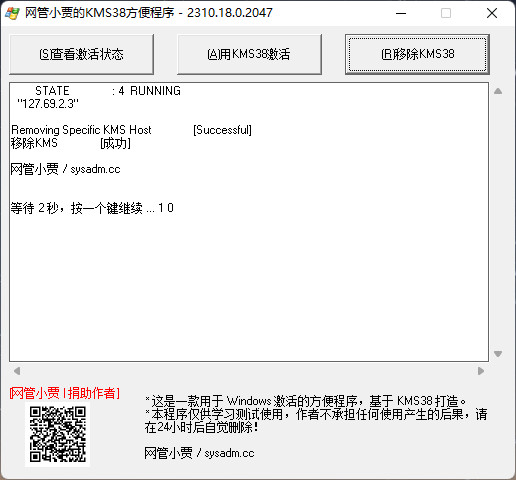 网管小贾的KMS38方便程序 - 2310.18.0.2047
(S)查看激活状态 (A)用KMS38激活 (R)移除KMS38
STATE : 4 RUNNING
"127.69.2.3"
Removing Specific KMS Host [Successful]
移除KMS [成功]
网管小贾 / sysadm.cc
等待 2 秒，按一个键继续 ... 1 0
[网管小贾 | 捐助作者]
*这是一款用于 Windows 激活的方便程序，基于 KMS38 打造。
*本程序仅供学习测试使用，作者不承担任何使用产生的后果，请
在24小时后自觉删除！
网管小贾 / sysadm.cc